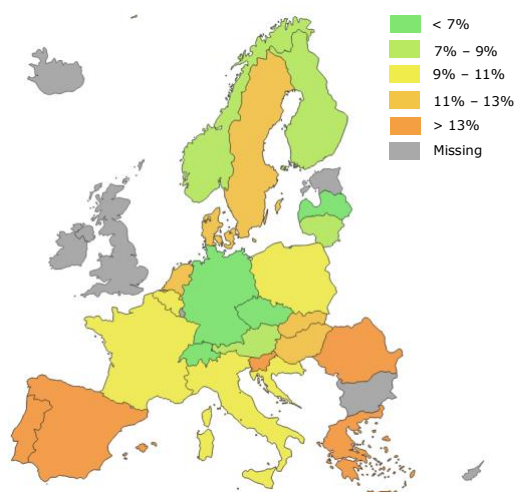 < 7%
7% – 9%
9% – 11%
11% – 13%
> 13%
Missing